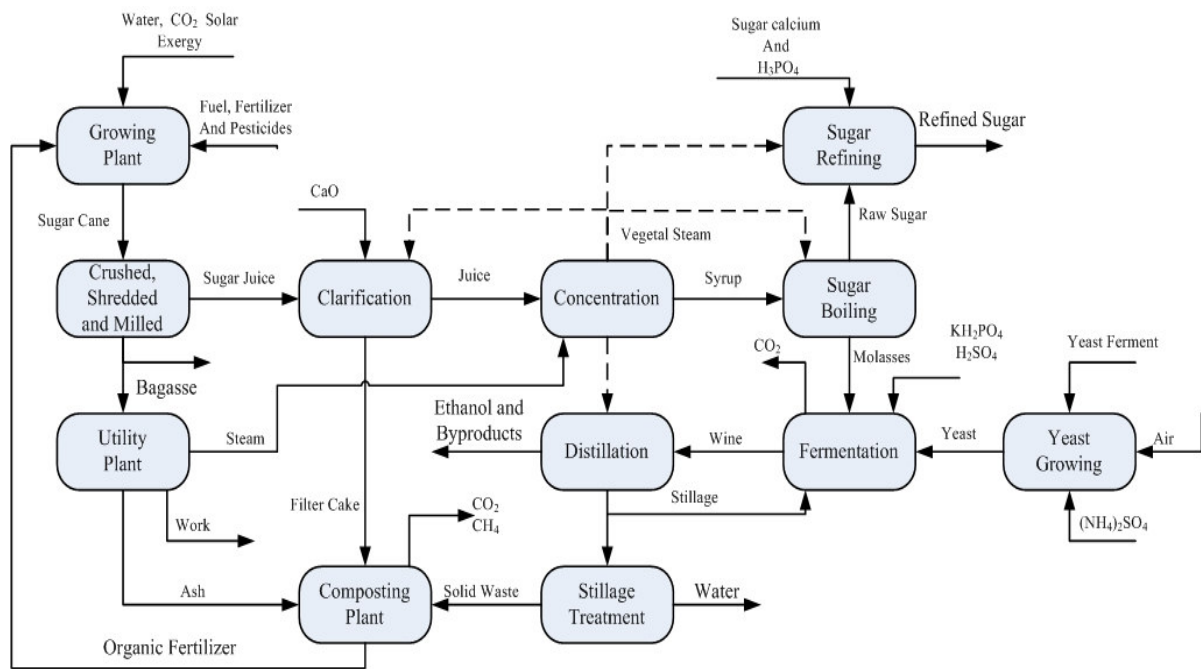 Water, CO2 Solar
Exergy
Sugar calcium
And
H3PO4
Fuel, Fertilizer
And Pesticides
Growing
Plant
Sugar
Refining
Refined Sugar
CaO
Sugar Cane
Raw Sugar
Vegetal Steam
Crushed,
Shredded
and Milled
Sugar Juice
Clarification
Juice
Concentration
Syrup
Sugar
Boiling
KH2PO4
H2SO4
Yeast Ferment
CO2
Molasses
Bagasse
Ethanol and
Byproducts
Utility
Plant
Steam
Distillation
Wine
Fermentation
Yeast
Yeast
Growing
Air
Filter Cake
Stillage
CO2
CH4
Work
(NH4)2SO4
Ash
Composting
Plant
Solid Waste
Stillage
Treatment
Water
Organic Fertilizer